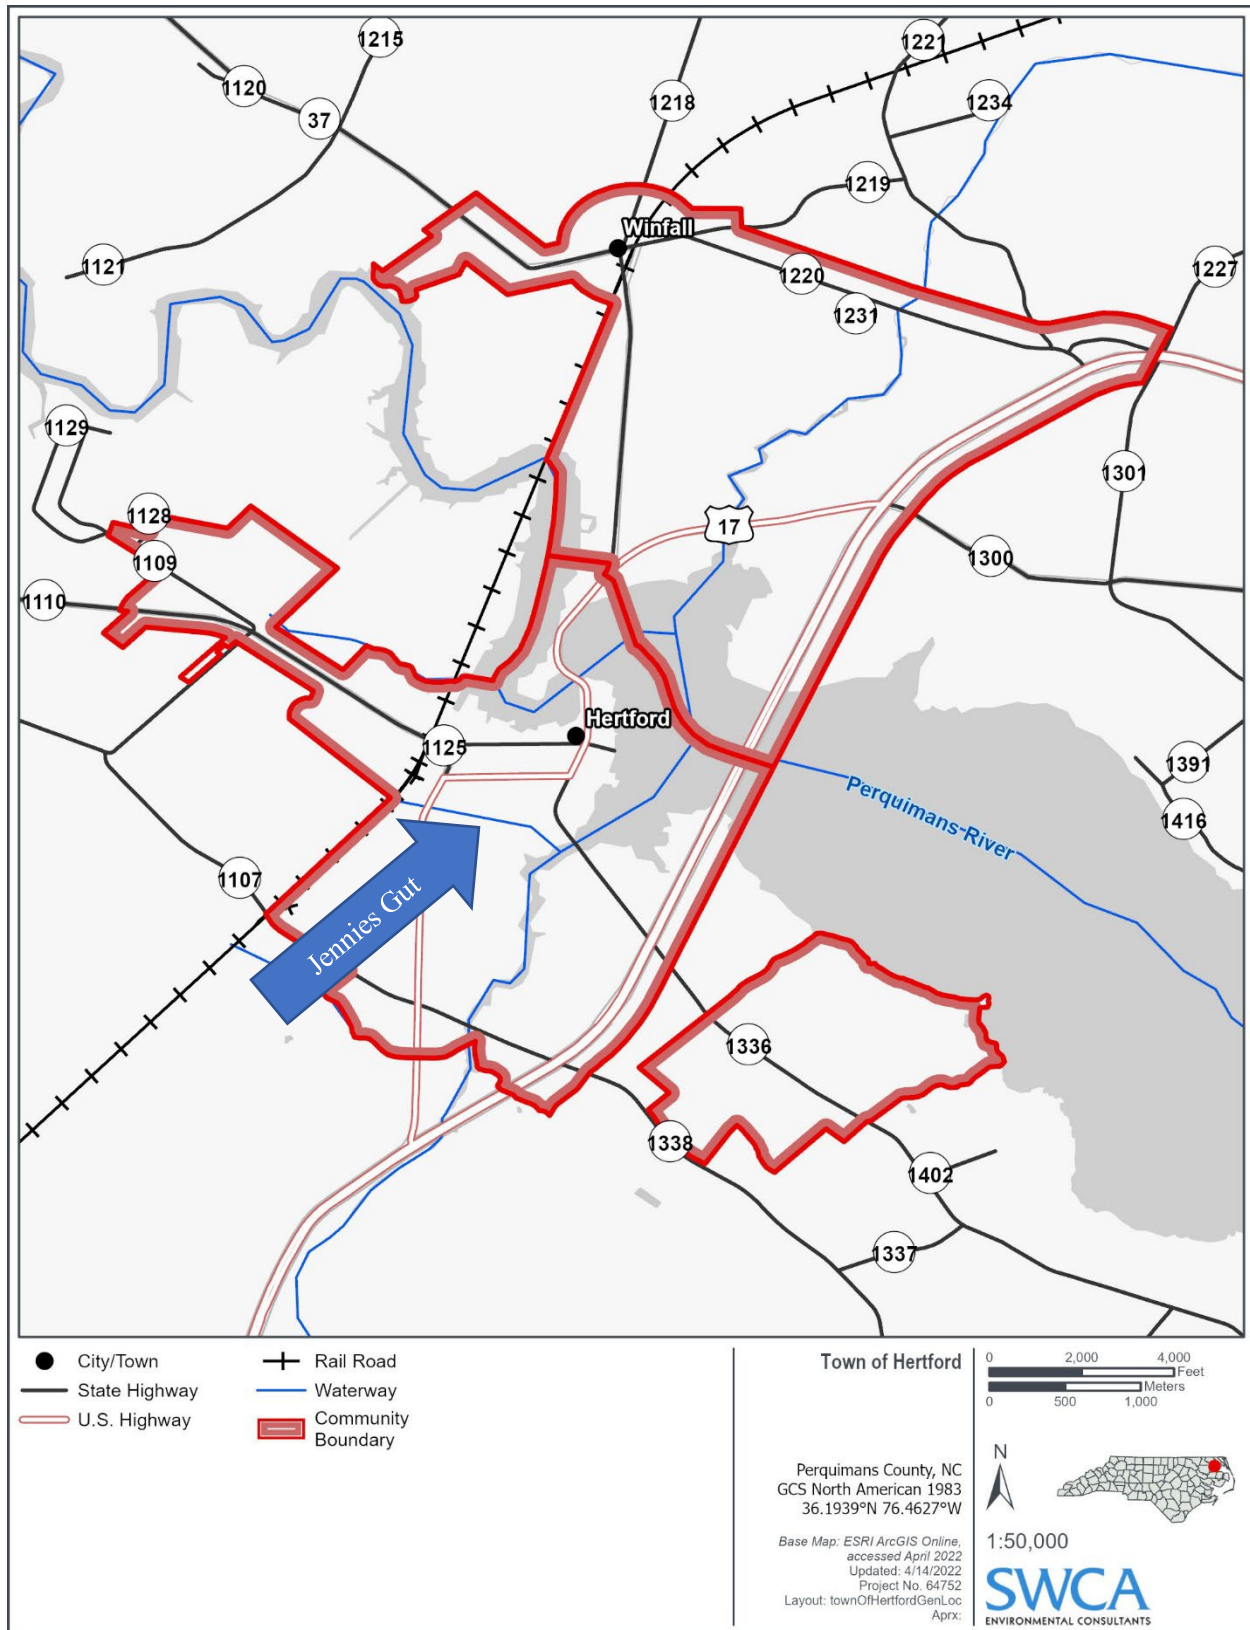 1215
1221
1120
1218
1234
37
1219
Winfall
1121
1220
1227
1231
1129
1301
1128
17
1109
1300
1110
Hertford
1125
1391
Perquimans River
1416
1107
Jennies Gut
1336
1338
1402
1337
City/Town
State Highway
U.S. Highway
Rail Road
Waterway
Community
Boundary
Town of Hertford
Perquimans County, NC
GCS North American 1983
36.1939°N 76.4627°W
Base Map: ESRI ArcGIS Online,
accessed April 2022
Updated: 4/14/2022
Project No. 64752
Layout: townOfHertfordGenLoc
Aprx:
0 2,000 4,000
Feet
Meters
0 500 1,000
N
1:50,000
SWCA
ENVIRONMENTAL CONSULTANTS